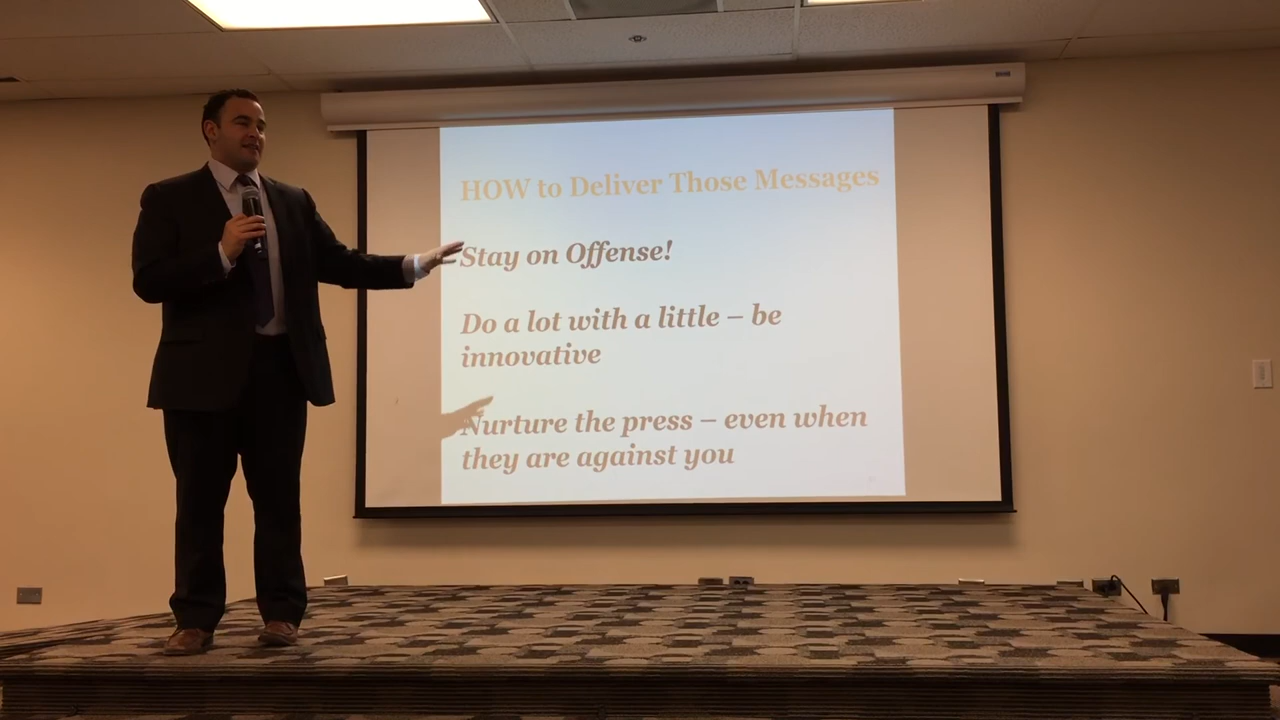 HOW to Deliver Those Messages
Stay on Offense!
Do a lot with a little – be
innovative
Nurture the press – even when
they are against you